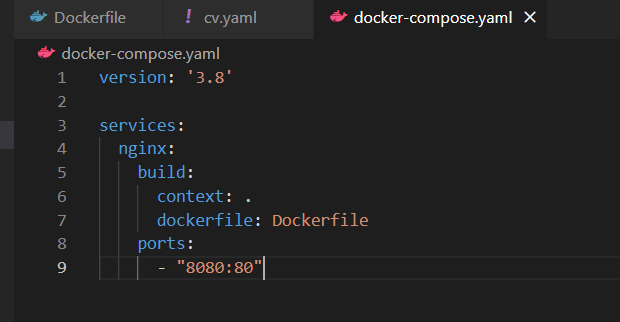 Dockerfile
cv.yaml
docker-compose.yaml
docker-compose.yaml
1 version: '3.8'
2
3 services:
4   nginx:
5     build:
6       context: .
7       dockerfile: Dockerfile
8     ports:
9       - "8080:80"